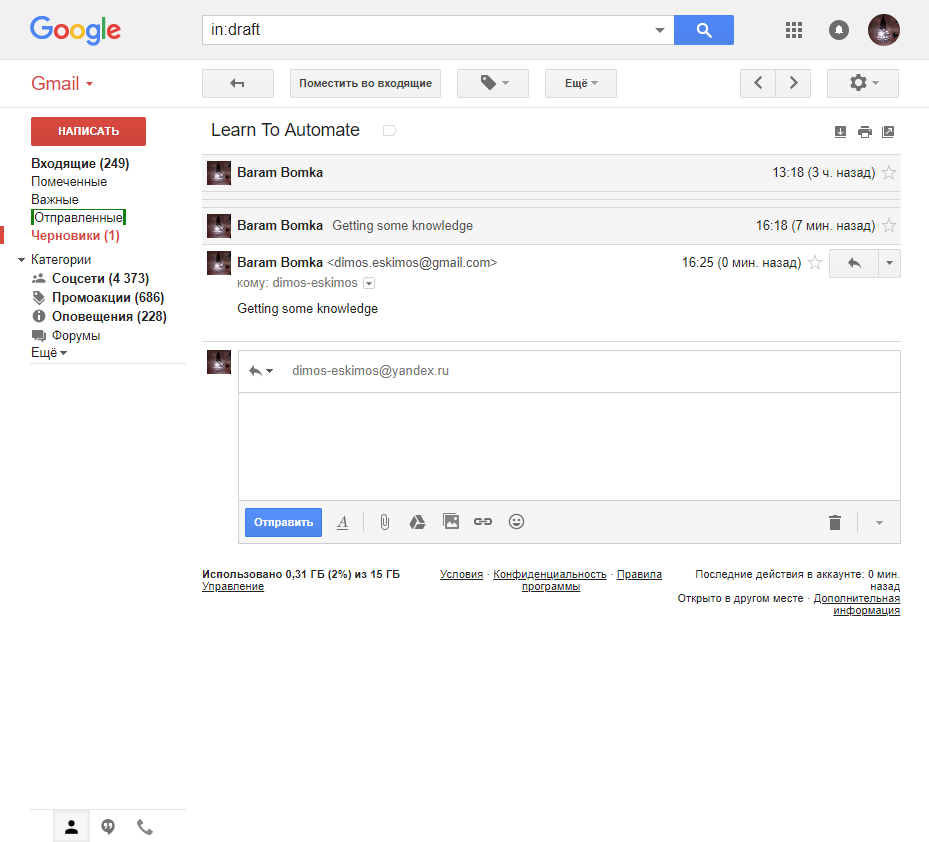 Google
in:draft
Gmail
Поместить во входящие
Ещё
НАПИСАТЬ
Входящие (249)
Помеченные
Важные
Отправленные
Черновики (1)
Категории
Соцсети (4 373)
Промоакции (686)
Оповещения (228)
Форумы
Ещё
Learn To Automate
Baram Bomka 13:18 (3 ч. назад)
Baram Bomka Getting some knowledge 16:18 (7 мин. назад)
Baram Bomka <dimos.eskimos@gmail.com> 16:25 (0 мин. назад)
кому: dimos-eskimos
Getting some knowledge
dimos-eskimos@yandex.ru
Отправить A
Использовано 0,31 ГБ (2%) из 15 ГБ
Управление
Условия · Конфиденциальность · Правила
программы
Последние действия в аккаунте: 0 мин.
назад
Открыто в другом месте · Дополнительная
информация